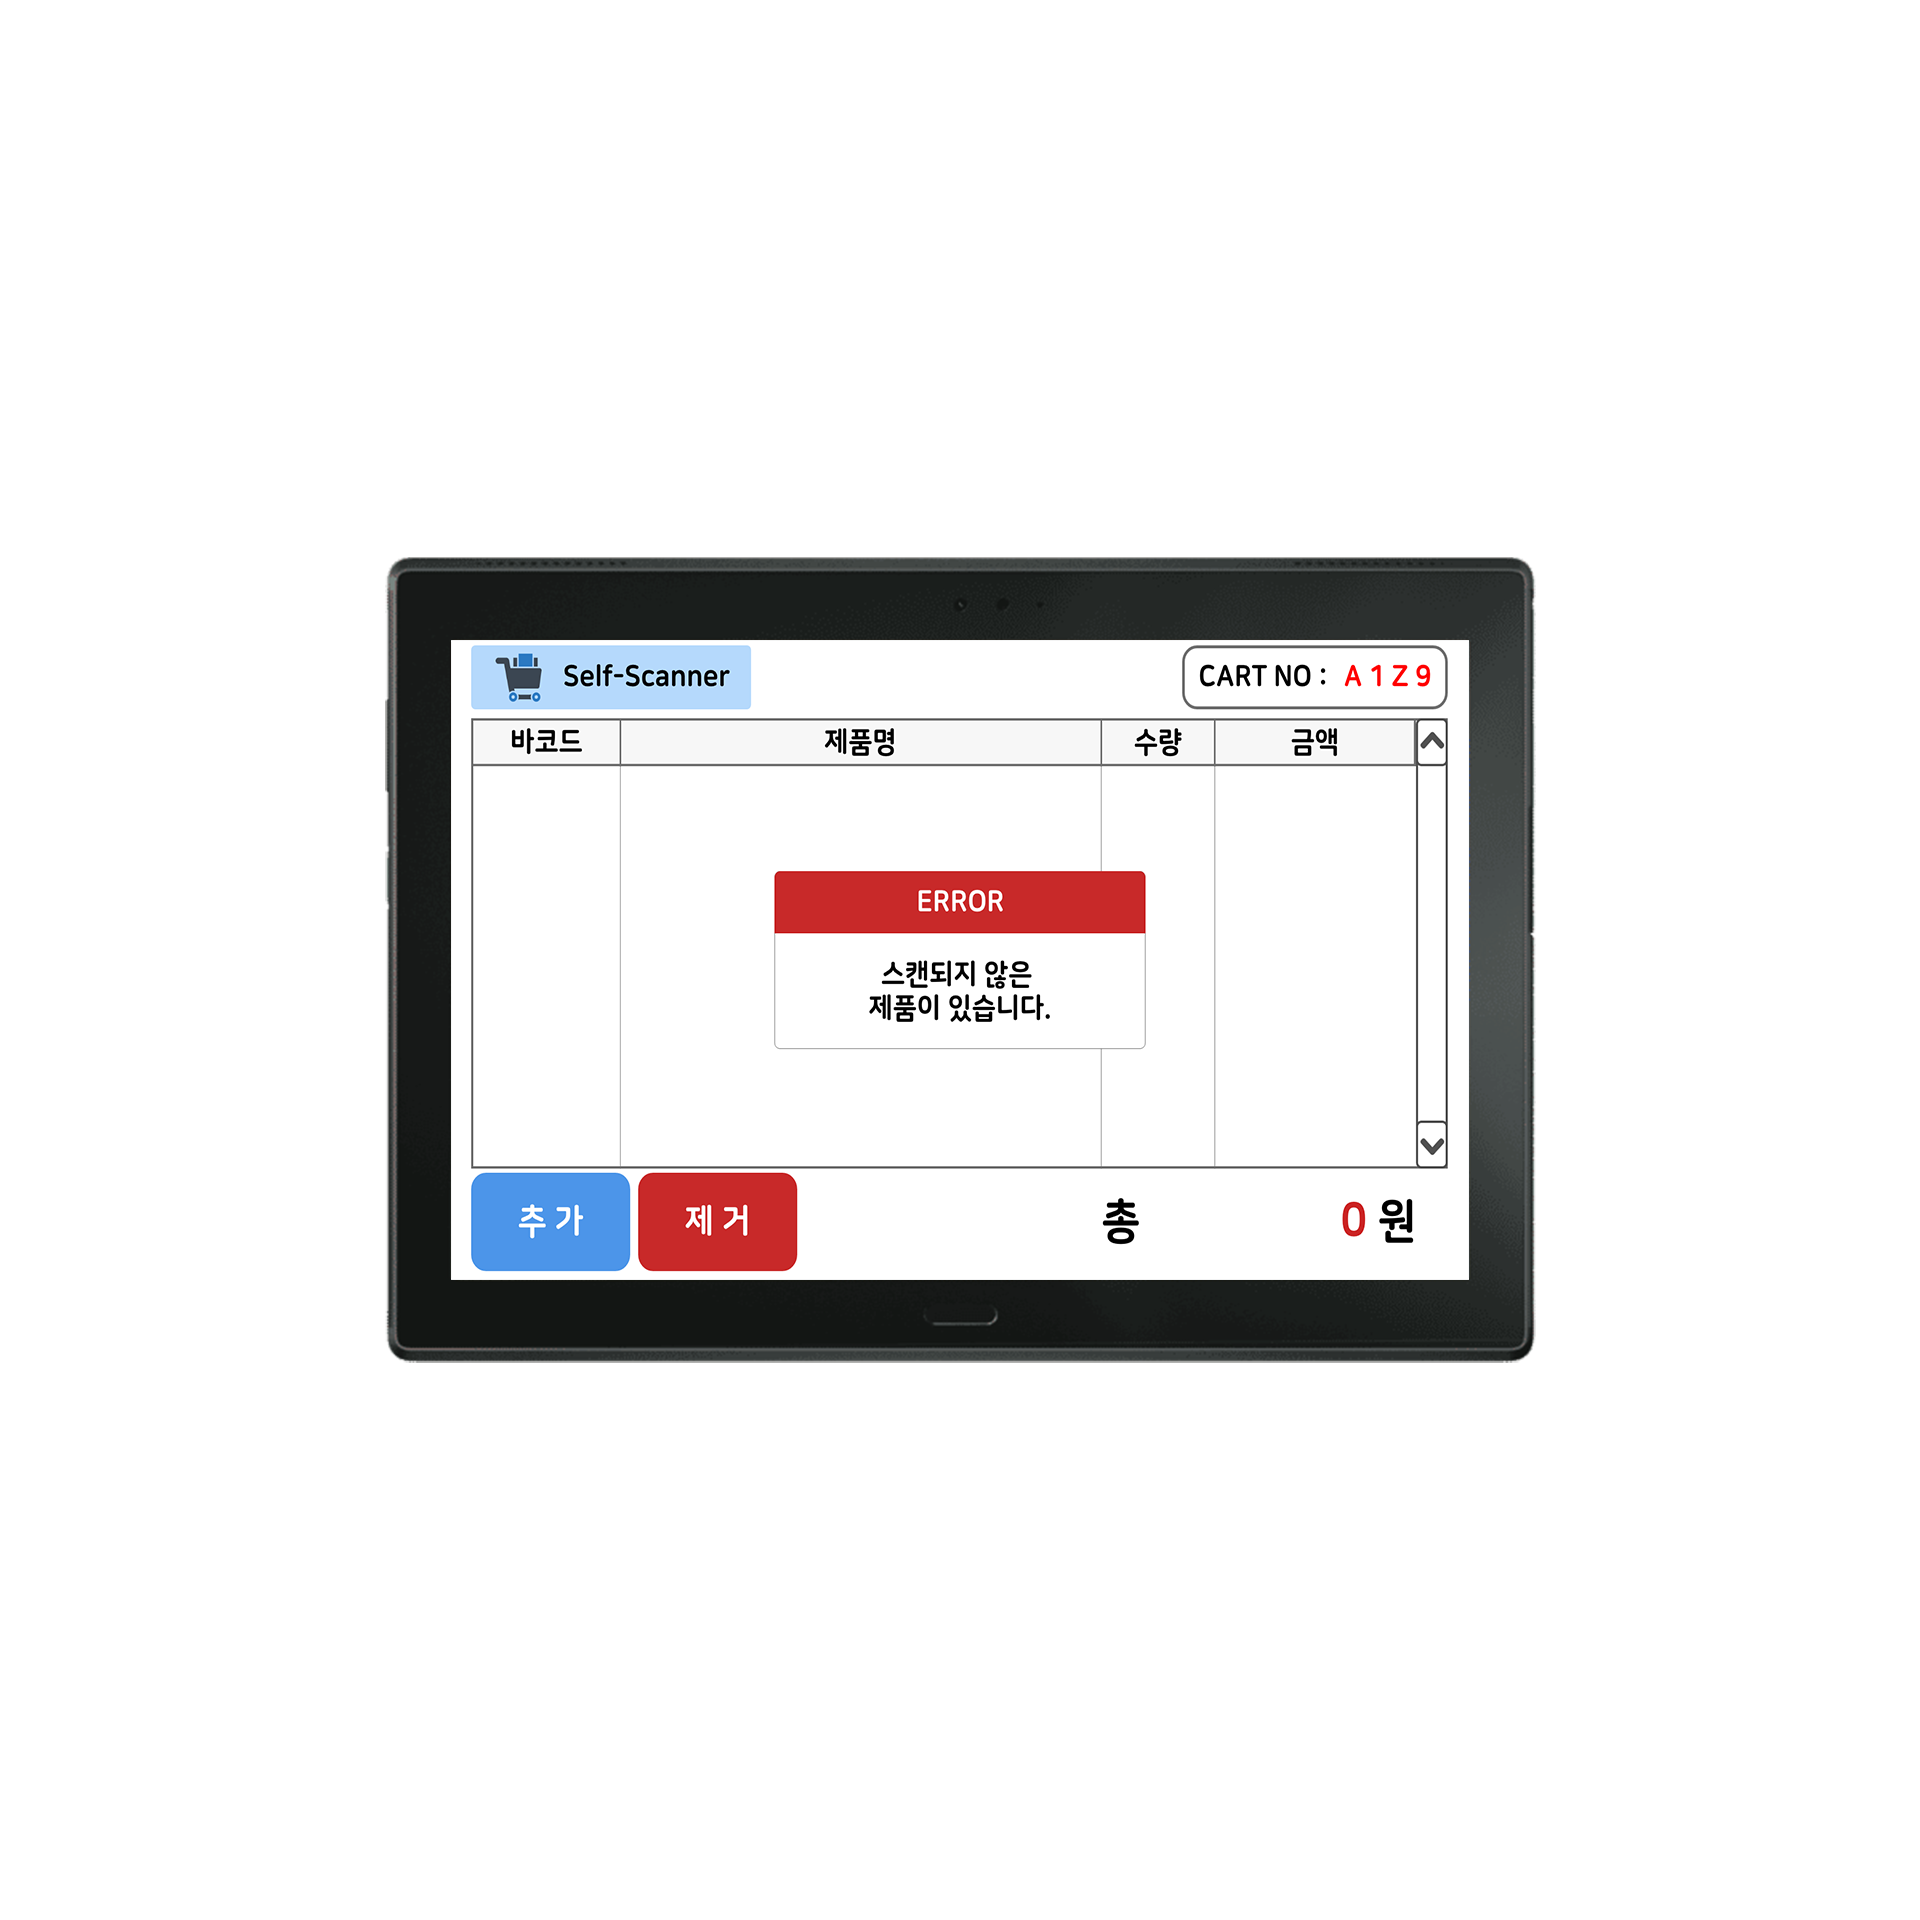 Self-Scanner
CART NO : A 1 Z 9
바코드 제품명 수량 금액
ERROR
스캔되지 않은
제품이 있습니다.
추 가 제 거 총 0 원